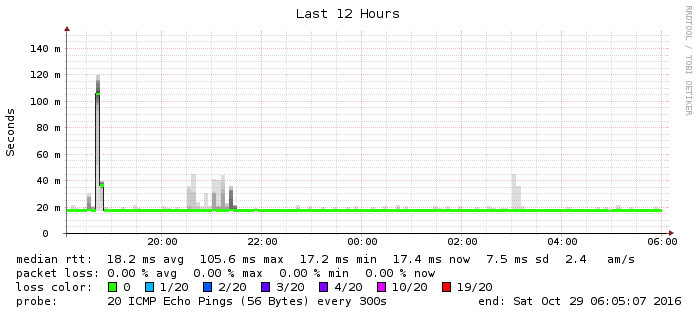 Last 12 Hours
RRDTOOL / TOBI OETIKER
Seconds
140 m
120 m
100 m
80 m
60 m
40 m
20 m
0
20:00 22:00 00:00 02:00 04:00 06:00
median rtt: 18.2 ms avg 105.6 ms max 17.2 ms min 17.4 ms now 7.5 ms sd 2.4 am/s
packet loss: 0.00 % avg 0.00 % max 0.00 % min 0.00 % now
loss color: 0 1/20 2/20 3/20 4/20 10/20 19/20
probe: 20 ICMP Echo Pings (56 Bytes) every 300s end: Sat Oct 29 06:05:07 2016